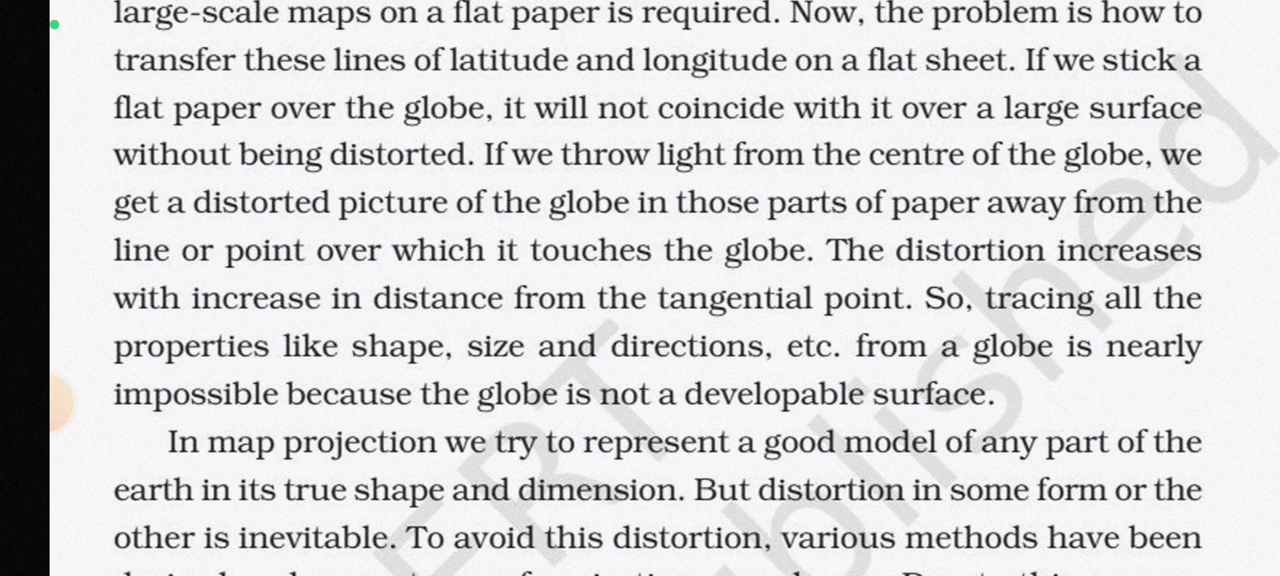 large-scale maps on a flat paper is required. Now, the problem is how to
transfer these lines of latitude and longitude on a flat sheet. If we stick a
flat paper over the globe, it will not coincide with it over a large surface
without being distorted. If we throw light from the centre of the globe, we
get a distorted picture of the globe in those parts of paper away from the
line or point over which it touches the globe. The distortion increases
with increase in distance from the tangential point. So, tracing all the
properties like shape, size and directions, etc. from a globe is nearly
impossible because the globe is not a developable surface.
In map projection we try to represent a good model of any part of the
earth in its true shape and dimension. But distortion in some form or the
other is inevitable. To avoid this distortion, various methods have been